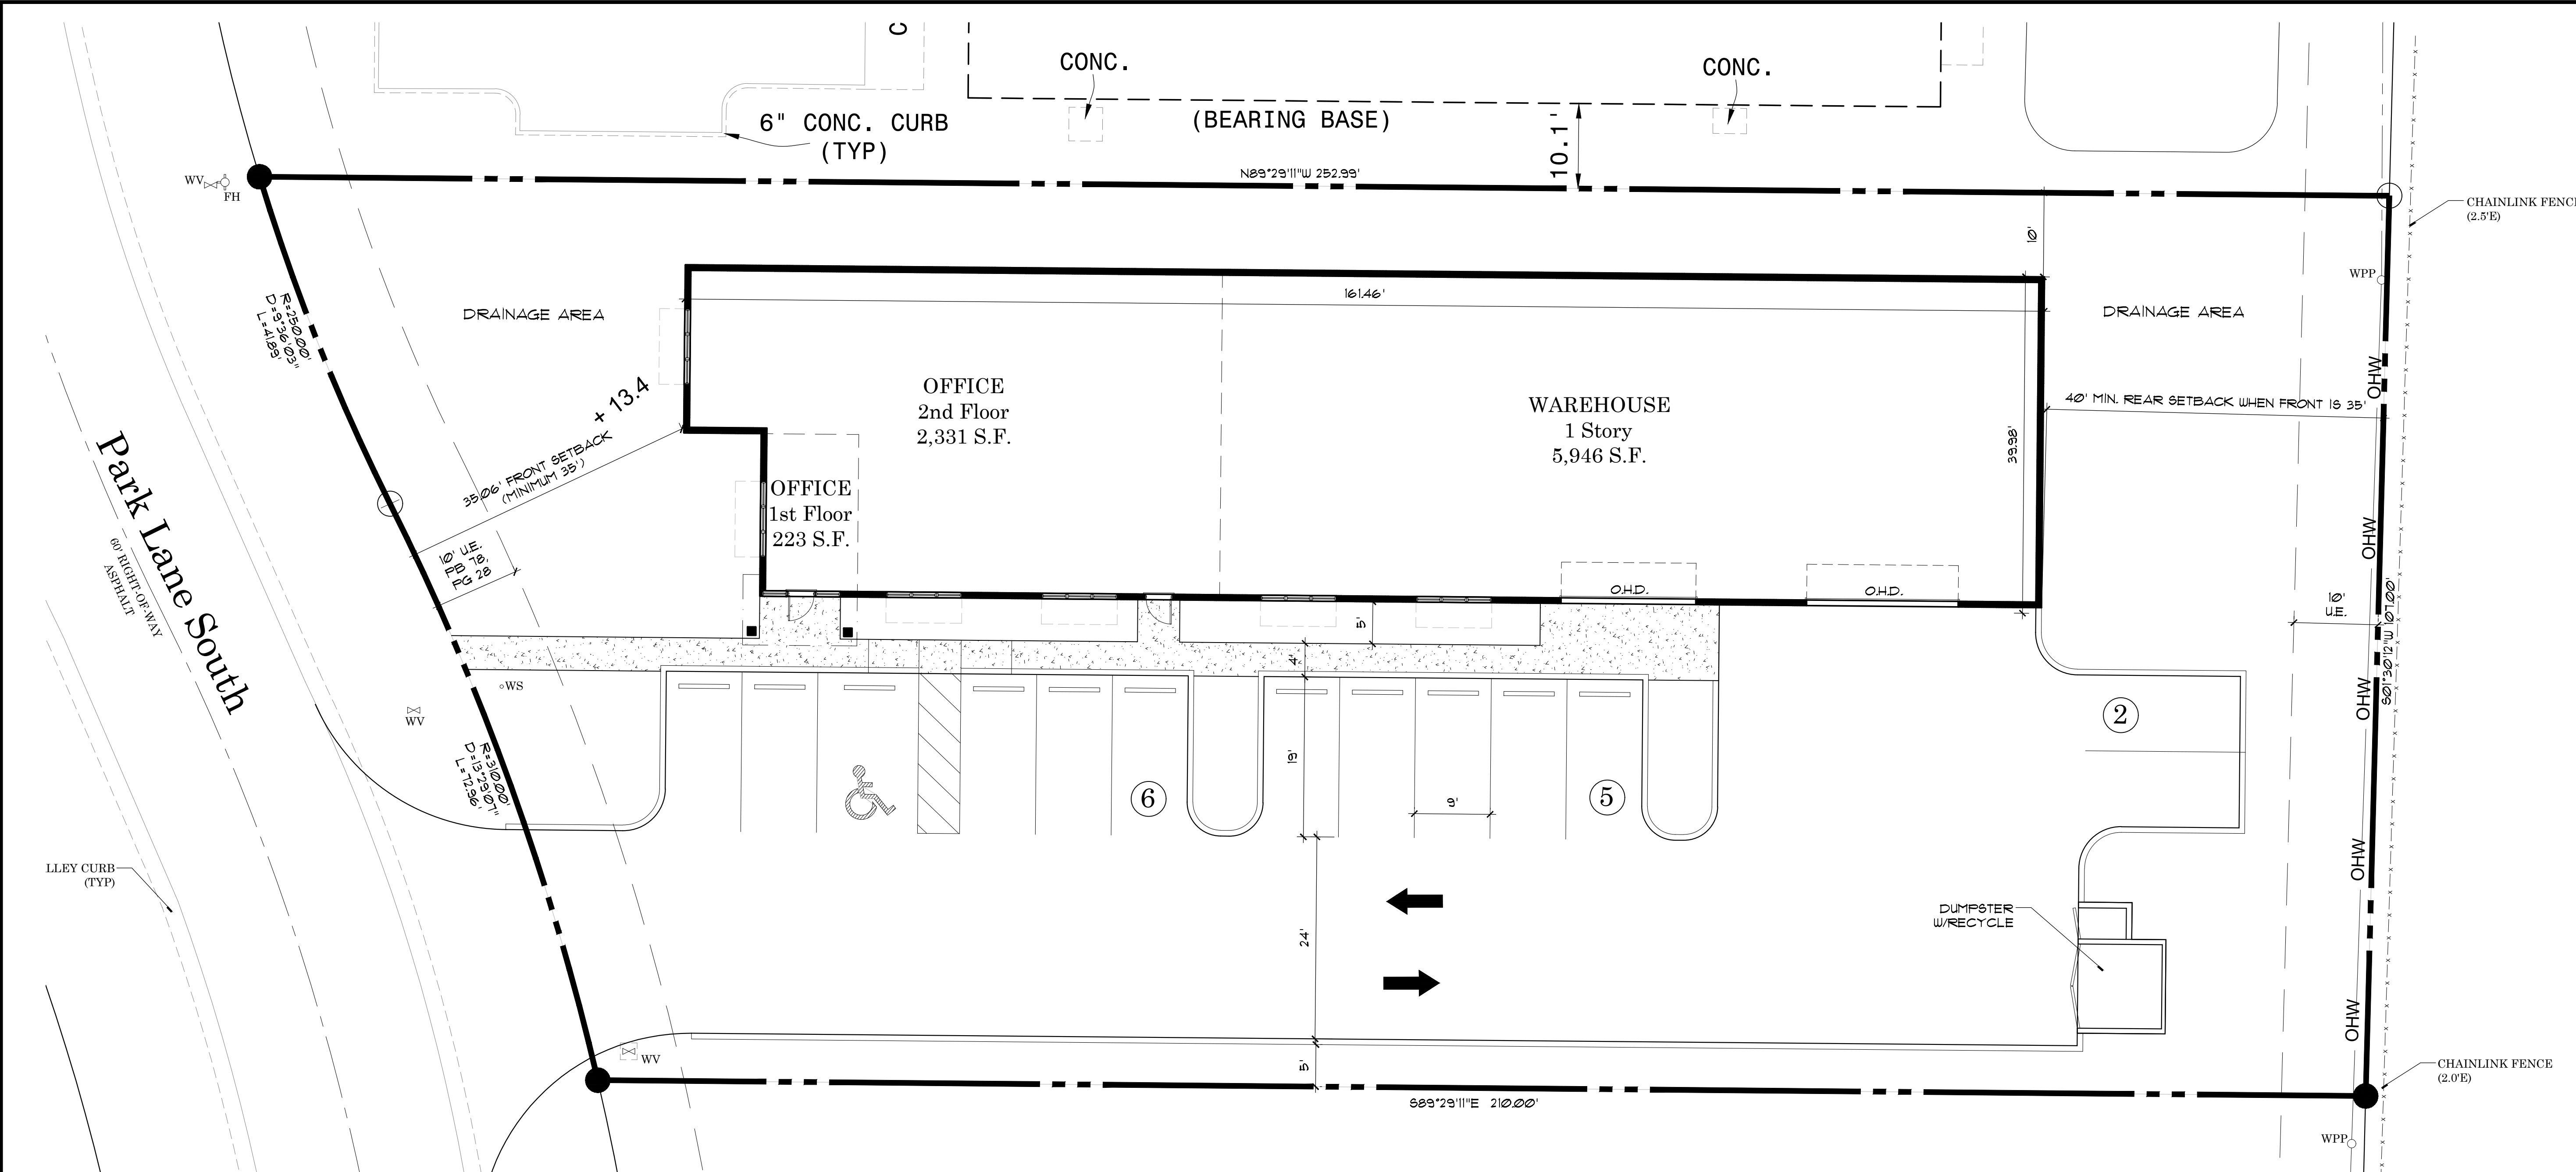 C
CONC.
CONC.
6" CONC. CURB
(TYP)
(BEARING BASE)
10.1'
N89°29'11"W 252.99'
WV
FH
CHAINLINK FENCE
(2.5'E)
10'
WPP
161.46'
R=250.00'
D=9°36'03"
L=41.89'
DRAINAGE AREA
DRAINAGE AREA
+ 13.4
35.06' FRONT SETBACK
(MINIMUM 35')
OFFICE
2nd Floor
2,331 S.F.
WAREHOUSE
1 Story
5,946 S.F.
39.98'
40' MIN. REAR SETBACK WHEN FRONT IS 35'
OHW
OFFICE
1st Floor
223 S.F.
Park Lane South
60' RIGHT-OF-WAY
ASPHALT
10' U.E.
PB 78,
PG 28
OHW
O.H.D.
O.H.D.
10'
U.E.
S01°30'12"W 107.00'
5'
4'
WS
WV
OHW
2
R=310.00'
D=13°29'07"
L=72.96'
19'
6
9'
5
LLEY CURB
(TYP)
OHW
24'
DUMPSTER
W/RECYCLE
OHW
WV
5'
CHAINLINK FENCE
(2.0'E)
S89°29'11"E 210.00'
WPP